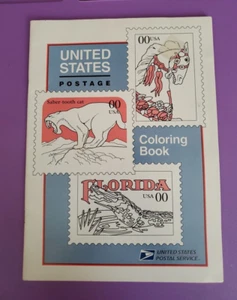 UNITED
STATES
POSTAGE
00 USA
Saber-tooth cat
00
USA
Coloring
Book
FLORIDA
USA 00
UNITED STATES
POSTAL SERVICE